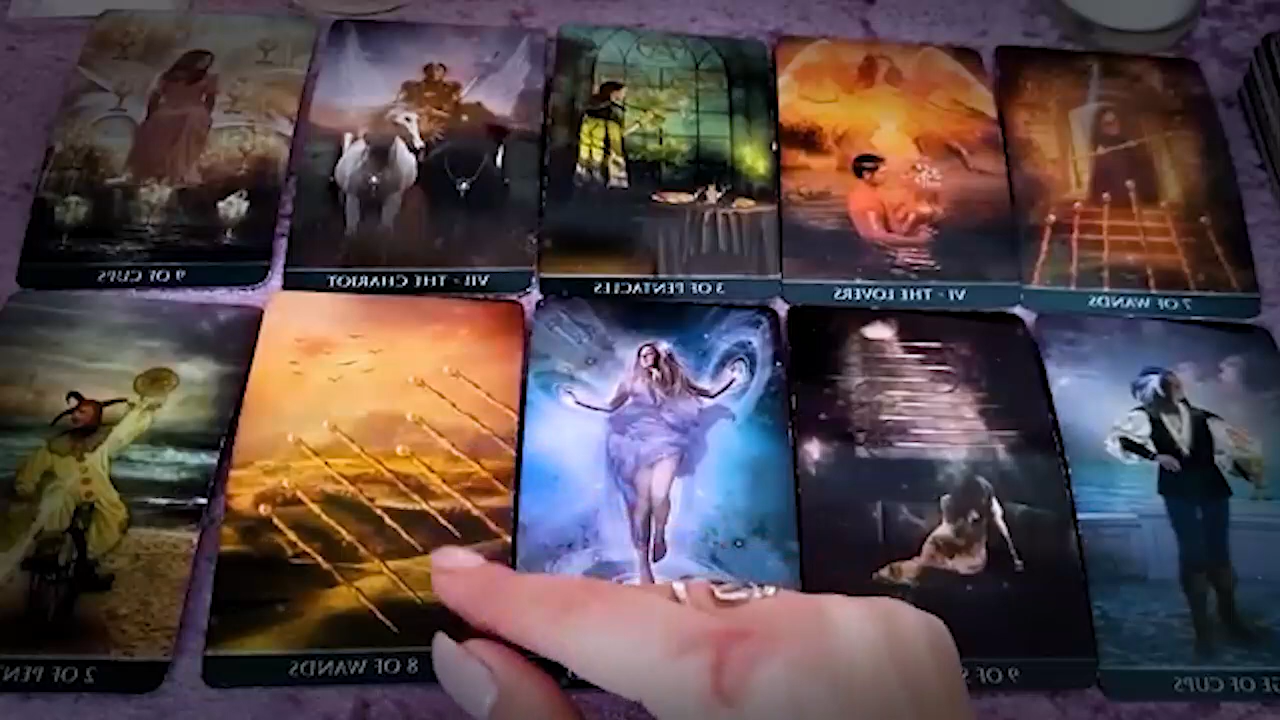 9 OF CUPS
VII - THE CHARIOT
3 OF PENTACLES
VI - THE LOVERS
7 OF WANDS
2 OF PEN
8 OF WANDS
9 OF S
GE OF CUPS